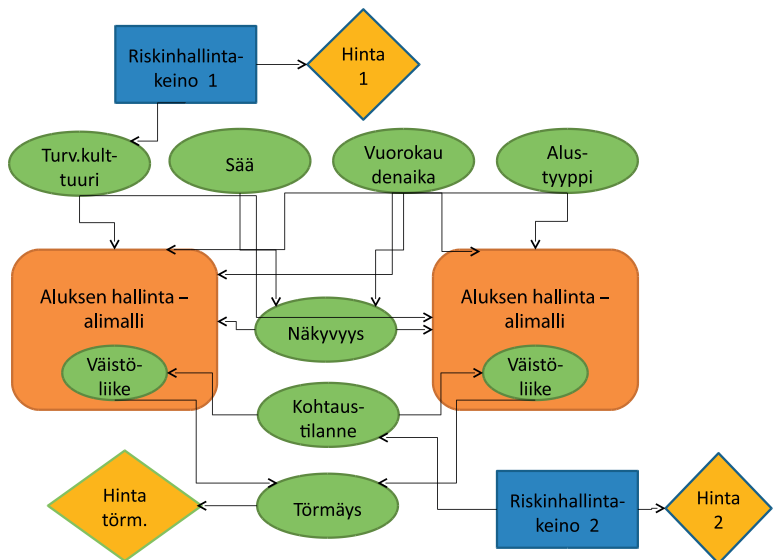 Riskinhallinta-
keino 1
Hinta
1
Turv.kult-
tuuri
Sää
Vuorokau
denaika
Alus-
tyyppi
Aluksen hallinta –
alimalli
Väistö-
liike
Näkyvyys
Aluksen hallinta –
alimalli
Väistö-
liike
Kohtaus-
tilanne
Hinta
törm.
Törmäys
Riskinhallinta-
keino 2
Hinta
2